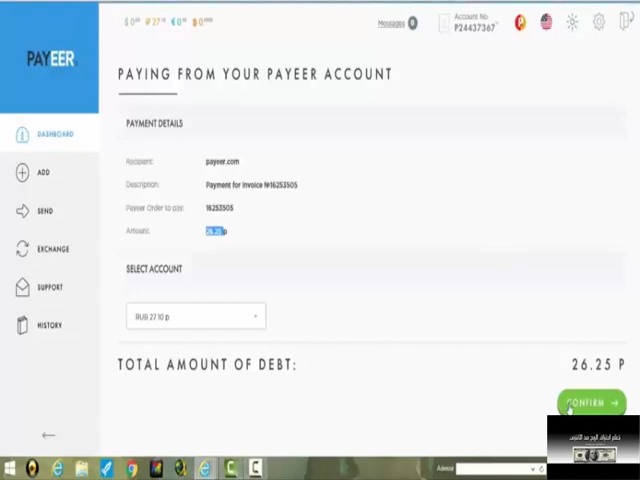 PAYEER
Messages 0
Account No.
P24437367
PAYING FROM YOUR PAYEER ACCOUNT
PAYMENT DETAILS
Recipient: payeer.com
Description: Payment for Invoice №16253505
Payeer Order to pay: 16253505
Amount: 26.25 р
SELECT ACCOUNT
RUB 27.10 р
TOTAL AMOUNT OF DEBT: 26.25 Р
CONFIRM
DASHBOARD
ADD
SEND
EXCHANGE
SUPPORT
HISTORY